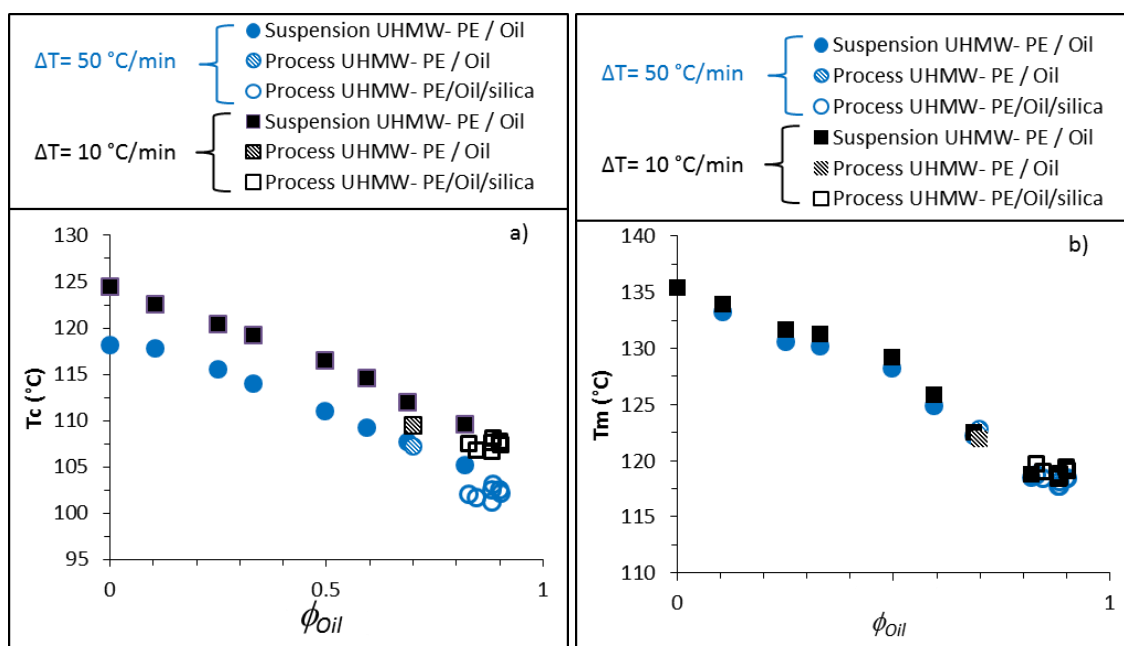 ΔT= 50 °C/min
Suspension UHMW- PE / Oil
Process UHMW- PE / Oil
Process UHMW- PE/Oil/silica
ΔT= 10 °C/min
Suspension UHMW- PE / Oil
Process UHMW- PE / Oil
Process UHMW- PE/Oil/silica
a)
Tc (°C)
130
125
120
115
110
105
100
95
0
0.5
1
ϕOil
ΔT= 50 °C/min
Suspension UHMW- PE / Oil
Process UHMW- PE / Oil
Process UHMW- PE/Oil/silica
ΔT= 10 °C/min
Suspension UHMW- PE / Oil
Process UHMW- PE / Oil
Process UHMW- PE/Oil/silica
b)
Tm (°C)
140
135
130
125
120
115
110
0
1
ϕOil